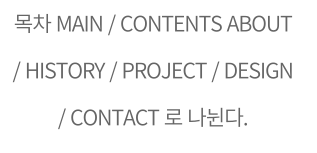 목차 MAIN / CONTENTS ABOUT
/ HISTORY / PROJECT / DESIGN
/ CONTACT 로 나뉜다.